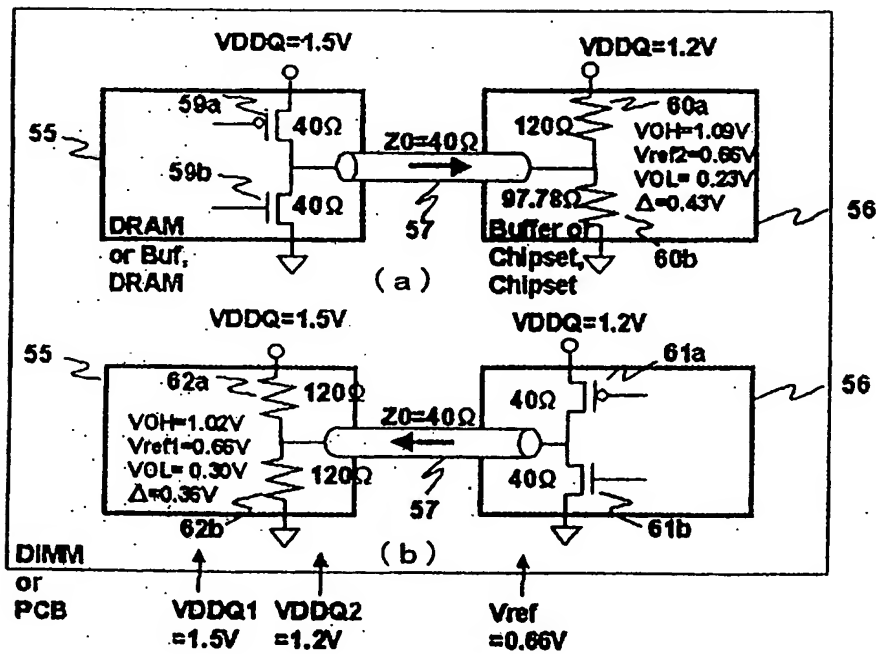 VDDQ=1.5V
VDDQ=1.2V
59a
60a
55
40Ω
Z0=40Ω
120Ω
VOH=1.09V
Vref2=0.66V
VOL= 0.23V
Δ=0.43V
59b
40Ω
97.78Ω
57
56
DRAM
or Buf,
DRAM
Buffer or
Chipset,
Chipset
60b
(a)
VDDQ=1.5V
VDDQ=1.2V
55
61a
62a
120Ω
40Ω
56
Z0=40Ω
VOH=1.02V
Vref1=0.66V
VOL= 0.30V
Δ=0.36V
120Ω
57
40Ω
62b
61b
(b)
DIMM
or
PCB
VDDQ1
=1.5V
VDDQ2
=1.2V
Vref
=0.66V